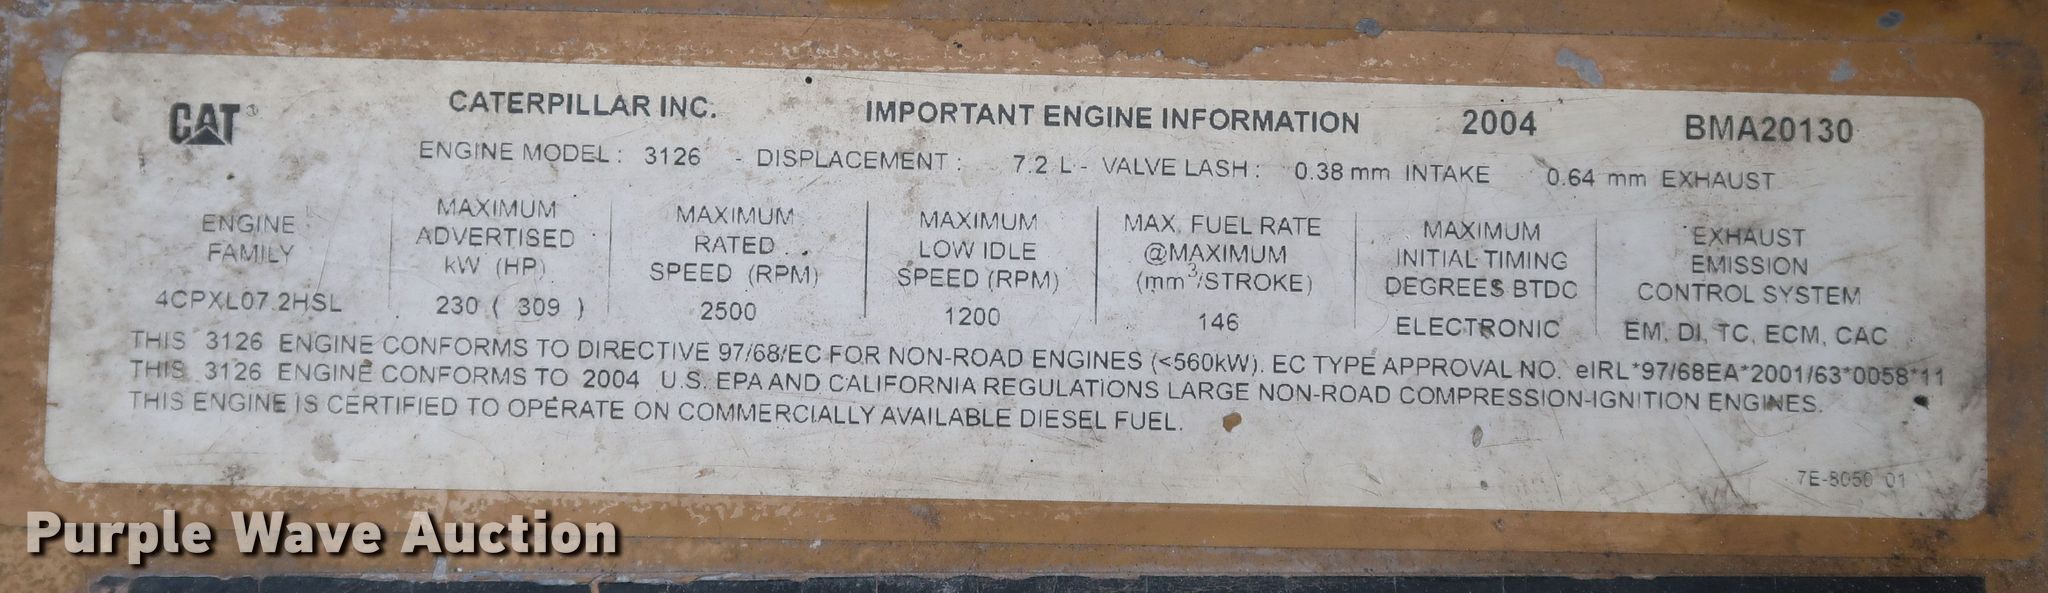 CAT® CATERPILLAR INC. IMPORTANT ENGINE INFORMATION 2004 BMA20130
ENGINE MODEL: 3126 - DISPLACEMENT: 7.2 L - VALVE LASH: 0.38 mm INTAKE 0.64 mm EXHAUST
ENGINE
FAMILY
4CPXL07.2HSL
MAXIMUM
ADVERTISED
kW (HP)
230 ( 309 )
MAXIMUM
RATED
SPEED (RPM)
2500
MAXIMUM
LOW IDLE
SPEED (RPM)
1200
MAX. FUEL RATE
@MAXIMUM
(mm³/STROKE)
146
MAXIMUM
INITIAL TIMING
DEGREES BTDC
ELECTRONIC
EXHAUST
EMISSION
CONTROL SYSTEM
EM, DI, TC, ECM, CAC
THIS 3126 ENGINE CONFORMS TO DIRECTIVE 97/68/EC FOR NON-ROAD ENGINES (<560kW). EC TYPE APPROVAL NO. eIRL*97/68EA*2001/63*0058*11
THIS 3126 ENGINE CONFORMS TO 2004 U.S. EPA AND CALIFORNIA REGULATIONS LARGE NON-ROAD COMPRESSION-IGNITION ENGINES.
THIS ENGINE IS CERTIFIED TO OPERATE ON COMMERCIALLY AVAILABLE DIESEL FUEL.
7E-8050 01
Purple Wave Auction